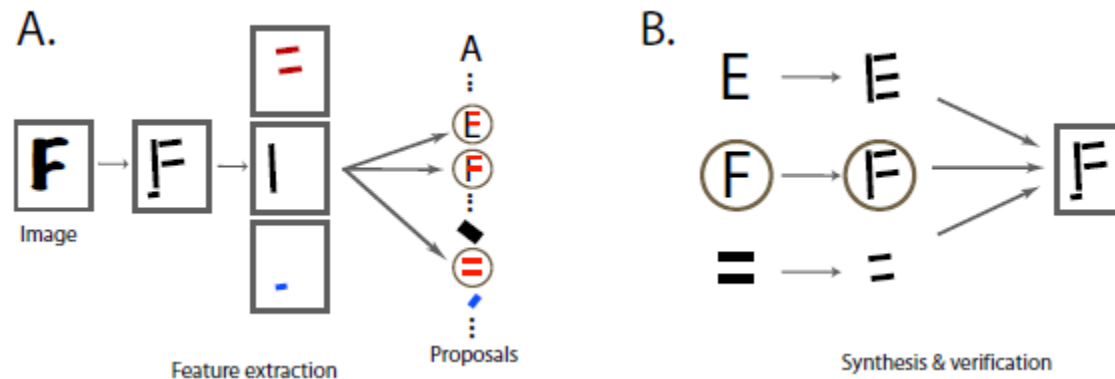 A.
B.
A
E
F
=
Image
Feature extraction
Proposals
E
E
F
F
=
=
F
Synthesis & verification